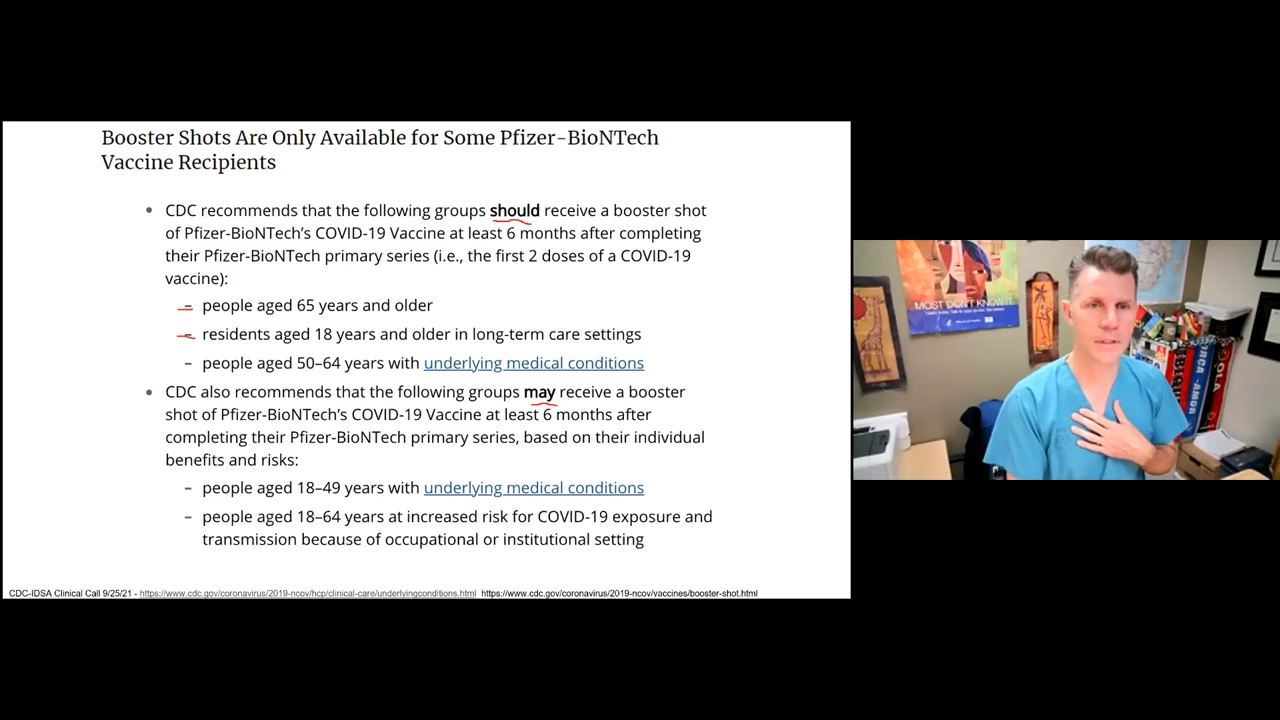 Booster Shots Are Only Available for Some Pfizer-BioNTech
Vaccine Recipients
• CDC recommends that the following groups should receive a booster shot
of Pfizer-BioNTech's COVID-19 Vaccine at least 6 months after completing
their Pfizer-BioNTech primary series (i.e., the first 2 doses of a COVID-19
vaccine):
– people aged 65 years and older
– residents aged 18 years and older in long-term care settings
– people aged 50–64 years with underlying medical conditions
• CDC also recommends that the following groups may receive a booster
shot of Pfizer-BioNTech's COVID-19 Vaccine at least 6 months after
completing their Pfizer-BioNTech primary series, based on their individual
benefits and risks:
– people aged 18–49 years with underlying medical conditions
– people aged 18–64 years at increased risk for COVID-19 exposure and
transmission because of occupational or institutional setting
CDC-IDSA Clinical Call 9/25/21 - https://www.cdc.gov/coronavirus/2019-ncov/hcp/clinical-care/underlyingconditions.html https://www.cdc.gov/coronavirus/2019-ncov/vaccines/booster-shot.html
MOST DON'T KNOW IT.